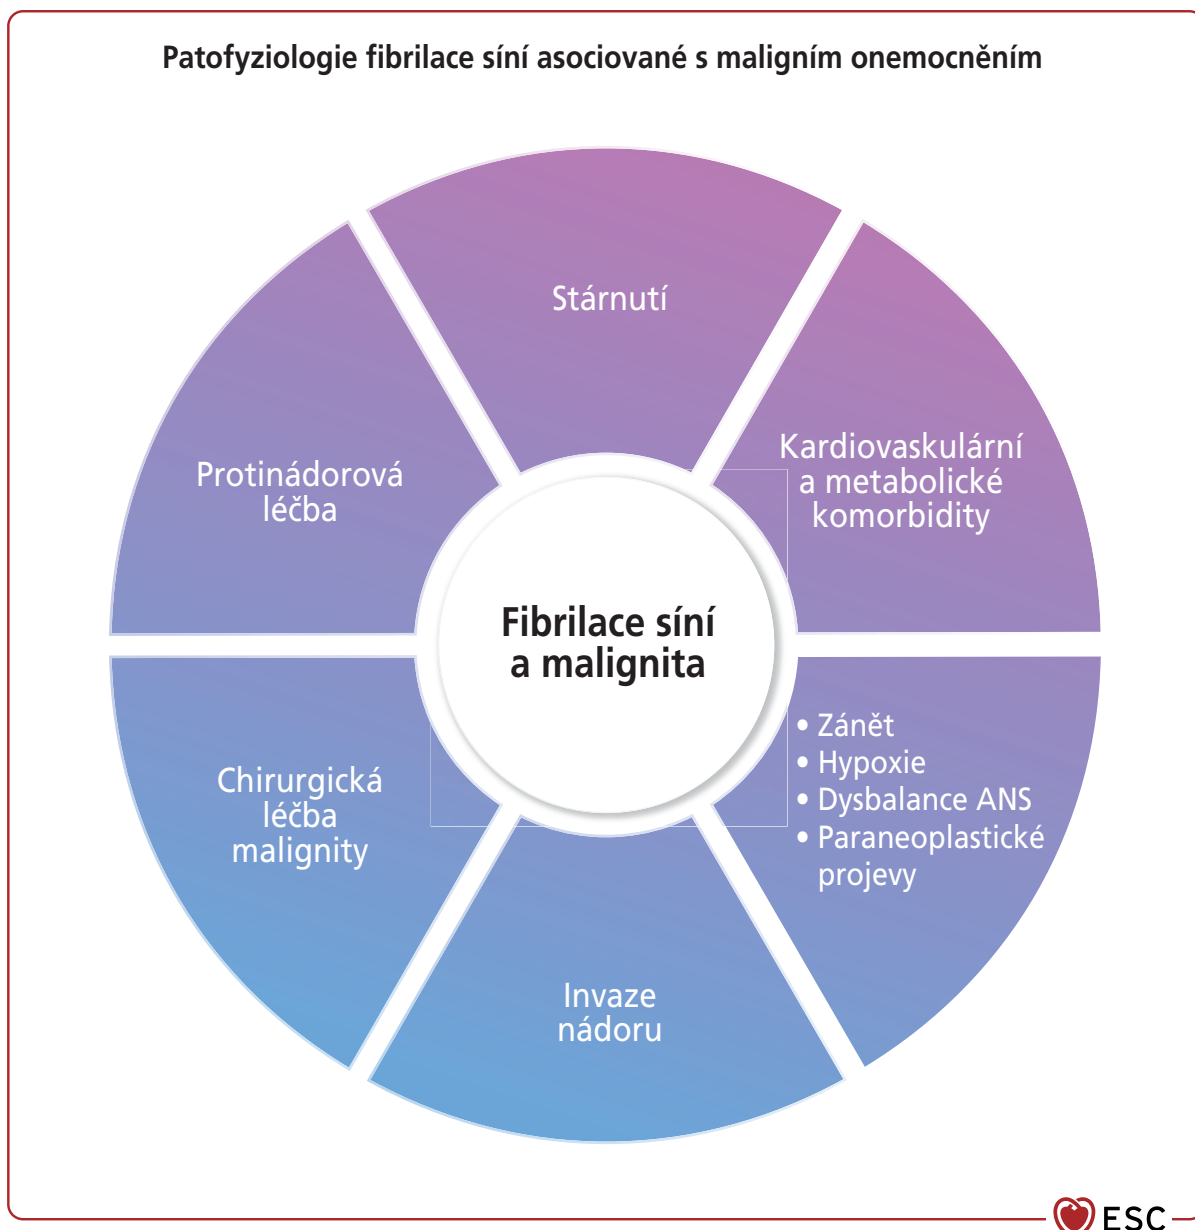 Patofyziologie fibrilace síní asociované s maligním onemocněním
Stárnutí
Kardiovaskulární
a metabolické
komorbidity
Protinádorová
léčba
Fibrilace síní
a malignita
• Zánět
• Hypoxie
• Dysbalance ANS
• Paraneoplastické
projevy
Chirurgická
léčba
malignity
Invaze
nádoru
ESC